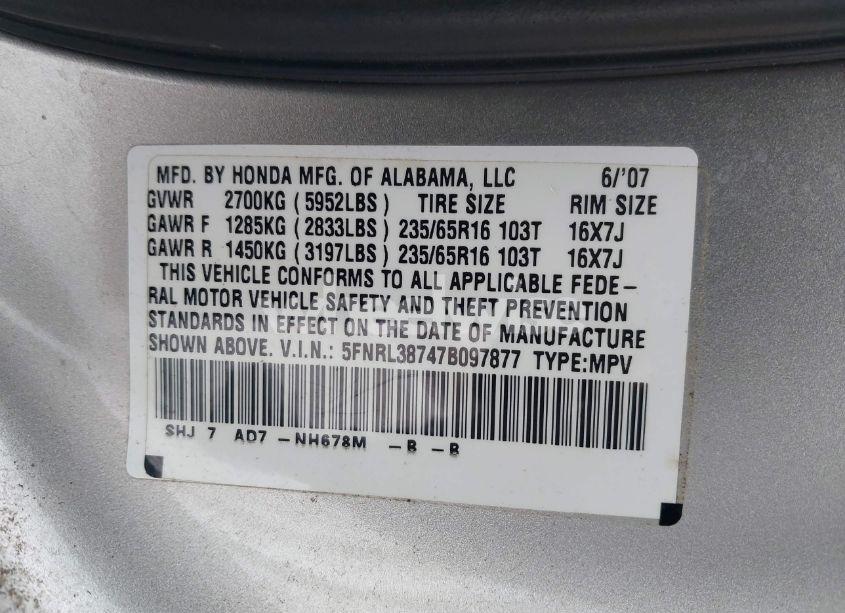 MFD. BY HONDA MFG. OF ALABAMA, LLC 6/'07
GVWR 2700KG ( 5952LBS ) TIRE SIZE RIM SIZE
GAWR F 1285KG ( 2833LBS ) 235/65R16 103T 16X7J
GAWR R 1450KG ( 3197LBS ) 235/65R16 103T 16X7J
THIS VEHICLE CONFORMS TO ALL APPLICABLE FEDE-
RAL MOTOR VEHICLE SAFETY AND THEFT PREVENTION
STANDARDS IN EFFECT ON THE DATE OF MANUFACTURE
SHOWN ABOVE. V.I.N.: 5FNRL38747B097877 TYPE:MPV
SHJ 7 AD7 -NH678M -B -B